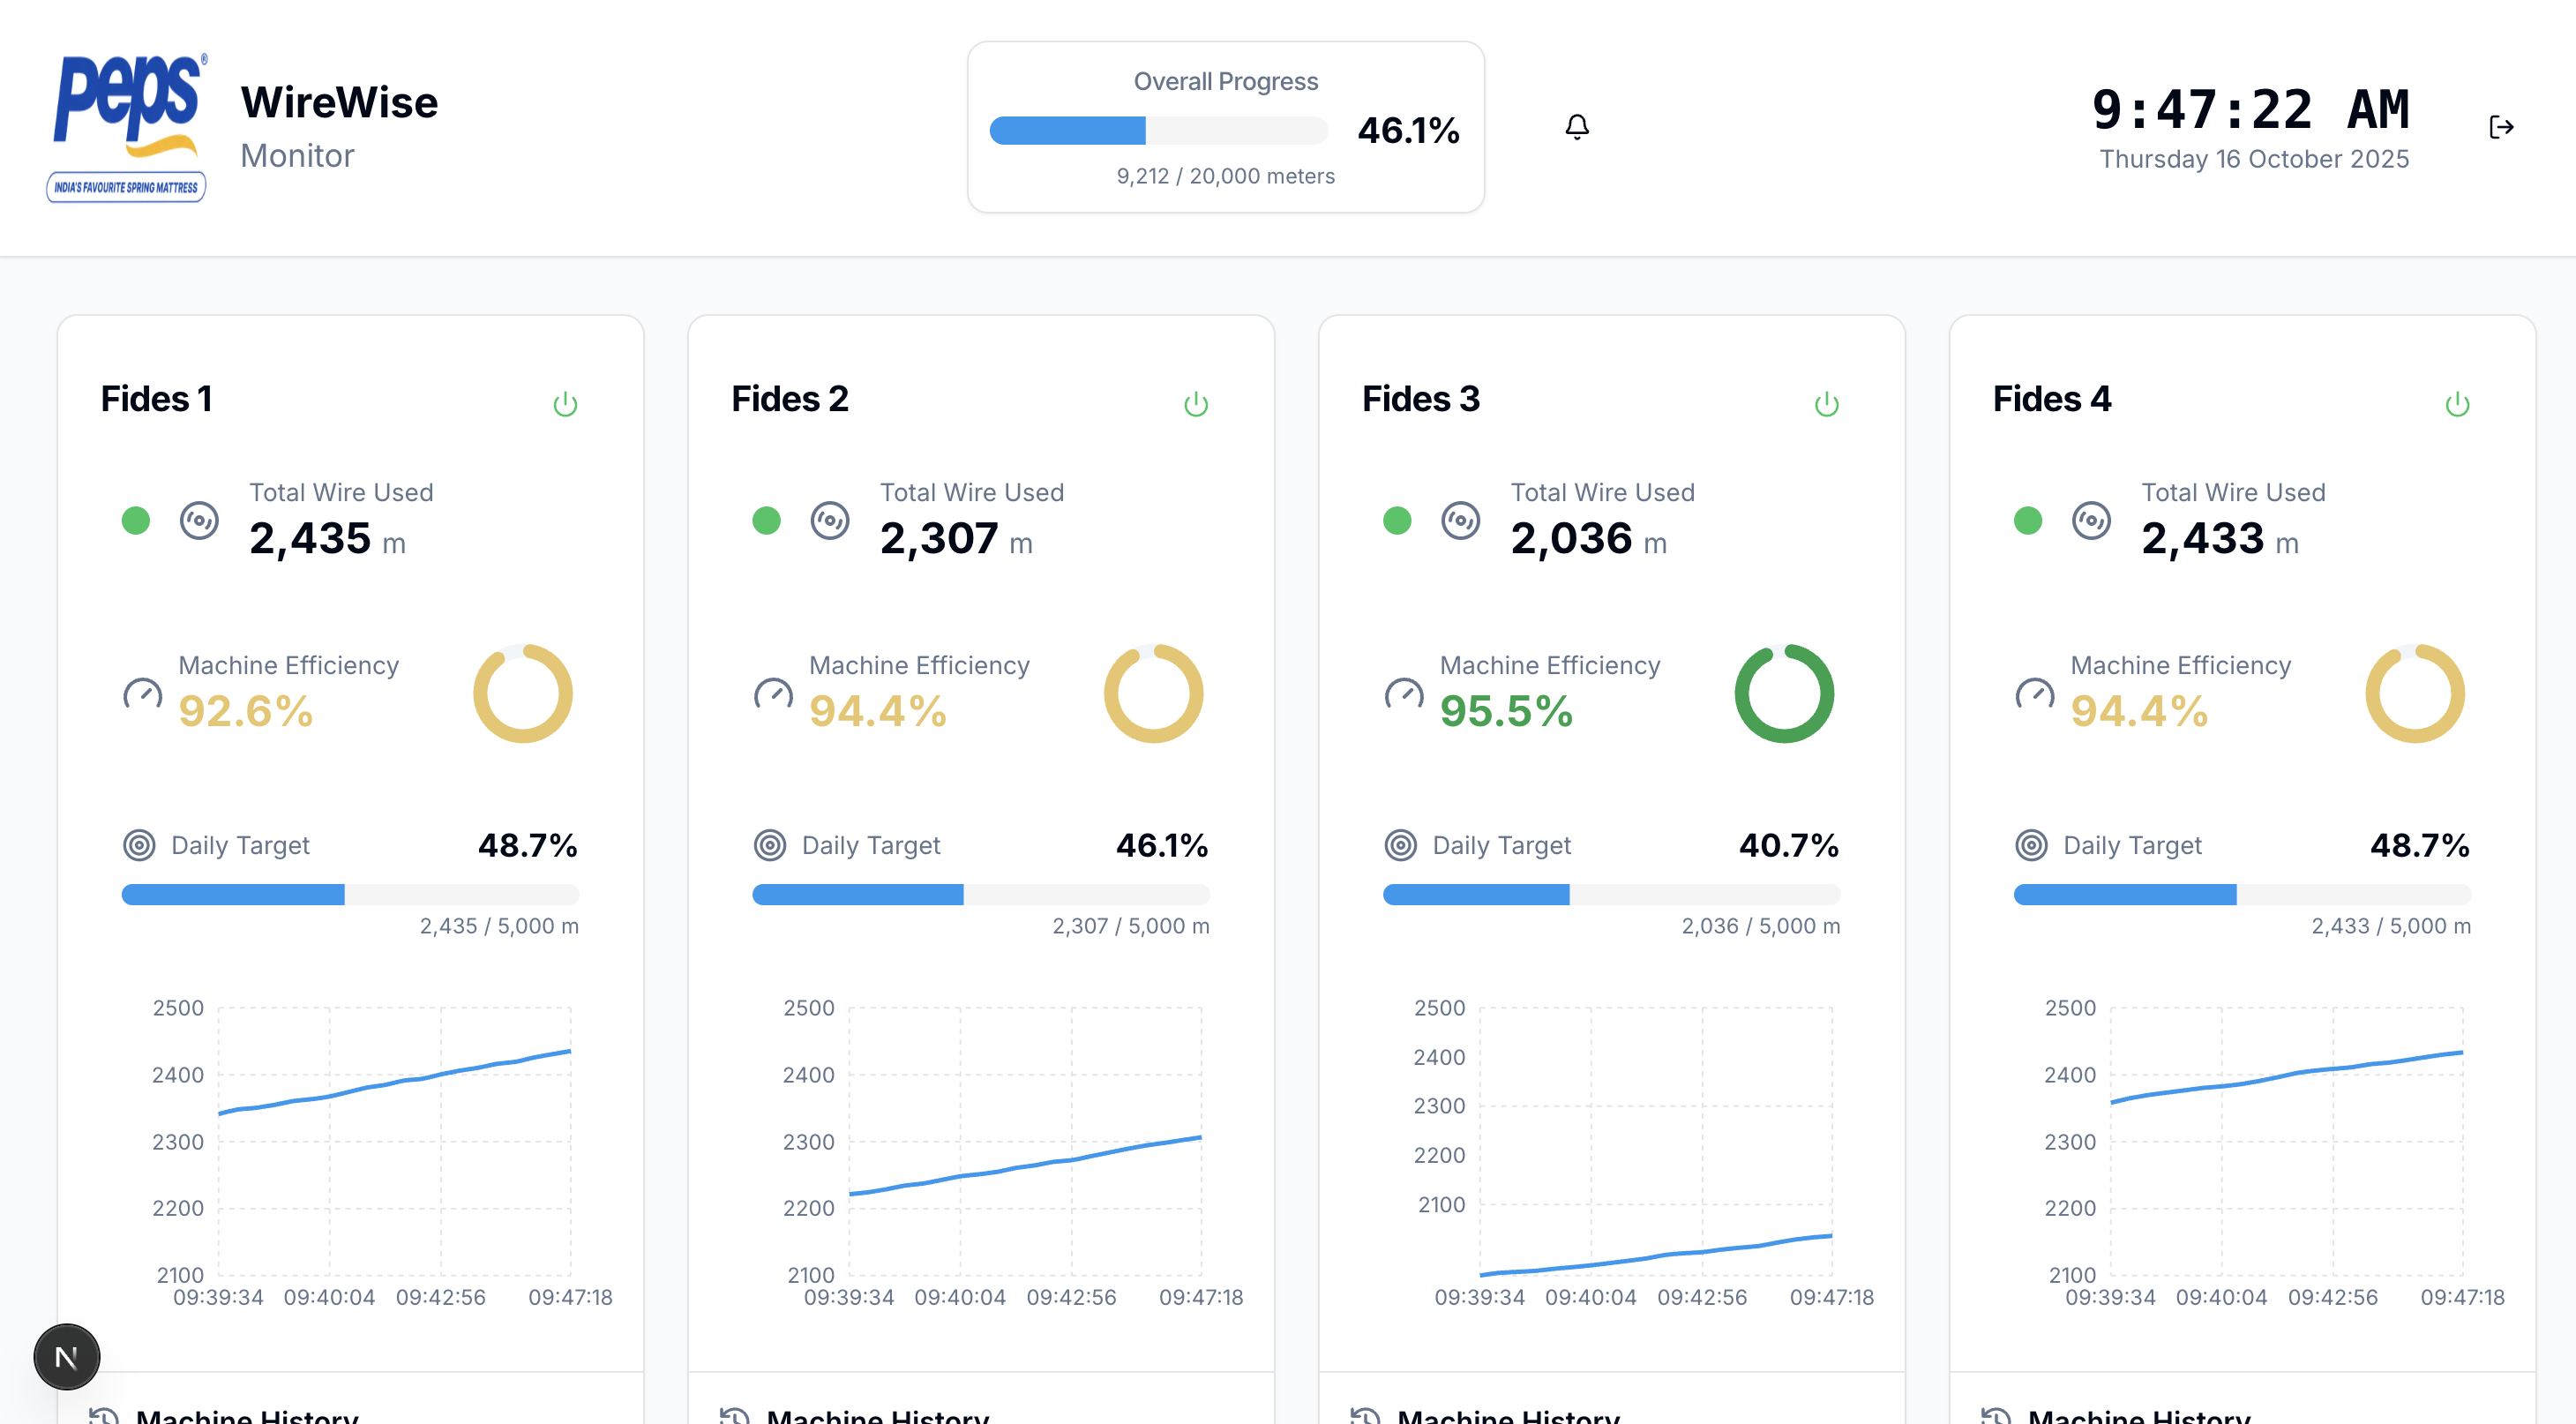 peps®
INDIA'S FAVOURITE SPRING MATTRESS
WireWise
Monitor
Overall Progress
46.1%
9,212 / 20,000 meters
9:47:22 AM
Thursday 16 October 2025
Fides 1
Total Wire Used
2,435 m
Machine Efficiency
92.6%
Daily Target 48.7%
2,435 / 5,000 m
2500
2400
2300
2200
2100
09:39:34 09:40:04 09:42:56 09:47:18
Machine History
Fides 2
Total Wire Used
2,307 m
Machine Efficiency
94.4%
Daily Target 46.1%
2,307 / 5,000 m
2500
2400
2300
2200
2100
09:39:34 09:40:04 09:42:56 09:47:18
Machine History
Fides 3
Total Wire Used
2,036 m
Machine Efficiency
95.5%
Daily Target 40.7%
2,036 / 5,000 m
2500
2400
2300
2200
2100
09:39:34 09:40:04 09:42:56 09:47:18
Machine History
Fides 4
Total Wire Used
2,433 m
Machine Efficiency
94.4%
Daily Target 48.7%
2,433 / 5,000 m
2500
2400
2300
2200
2100
09:39:34 09:40:04 09:42:56 09:47:18
Machine History
N